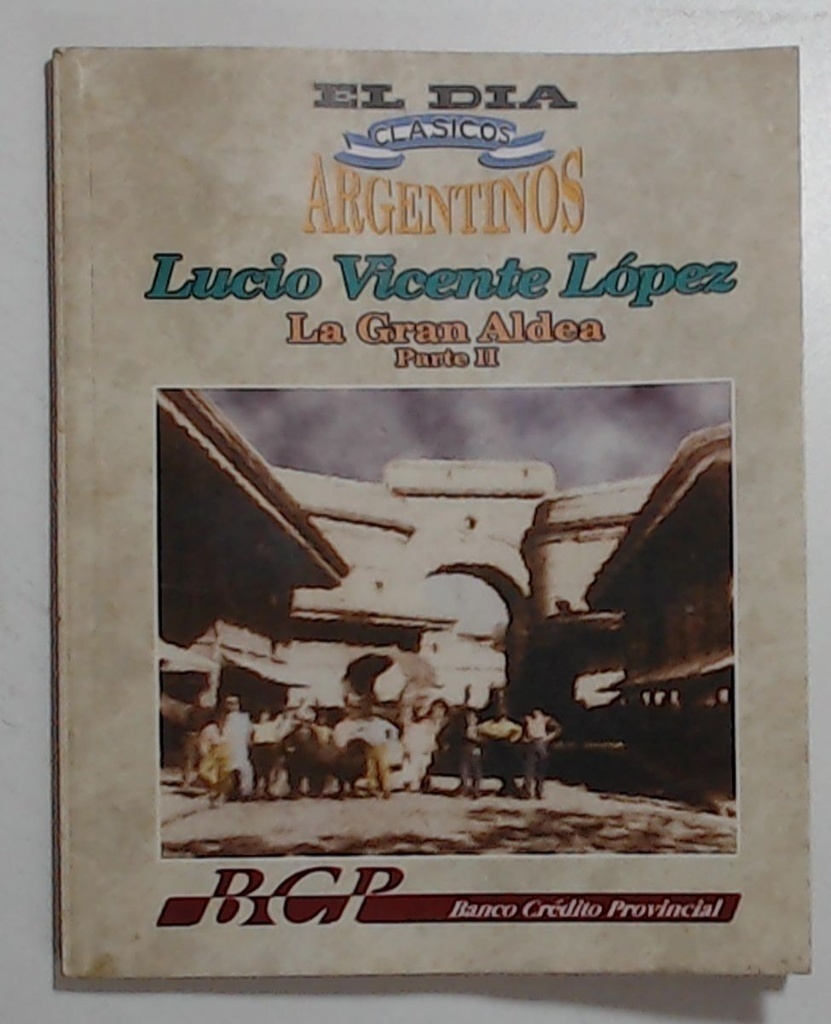 EL DIA
CLASICOS
ARGENTINOS
Lucio Vicente López
La Gran Aldea
Parte II
BCP
Banco Crédito Provincial